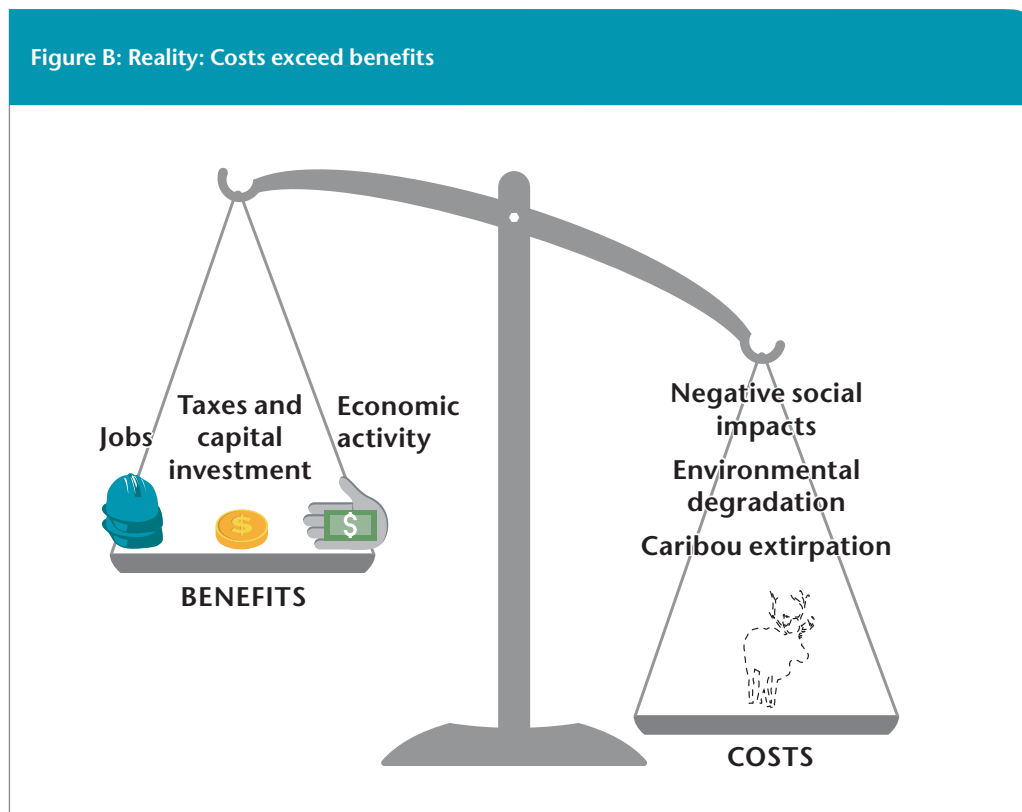 Figure B: Reality: Costs exceed benefits
Jobs
Taxes and
capital
investment
Economic
activity
$
$
BENEFITS
Negative social
impacts
Environmental
degradation
Caribou extirpation
COSTS